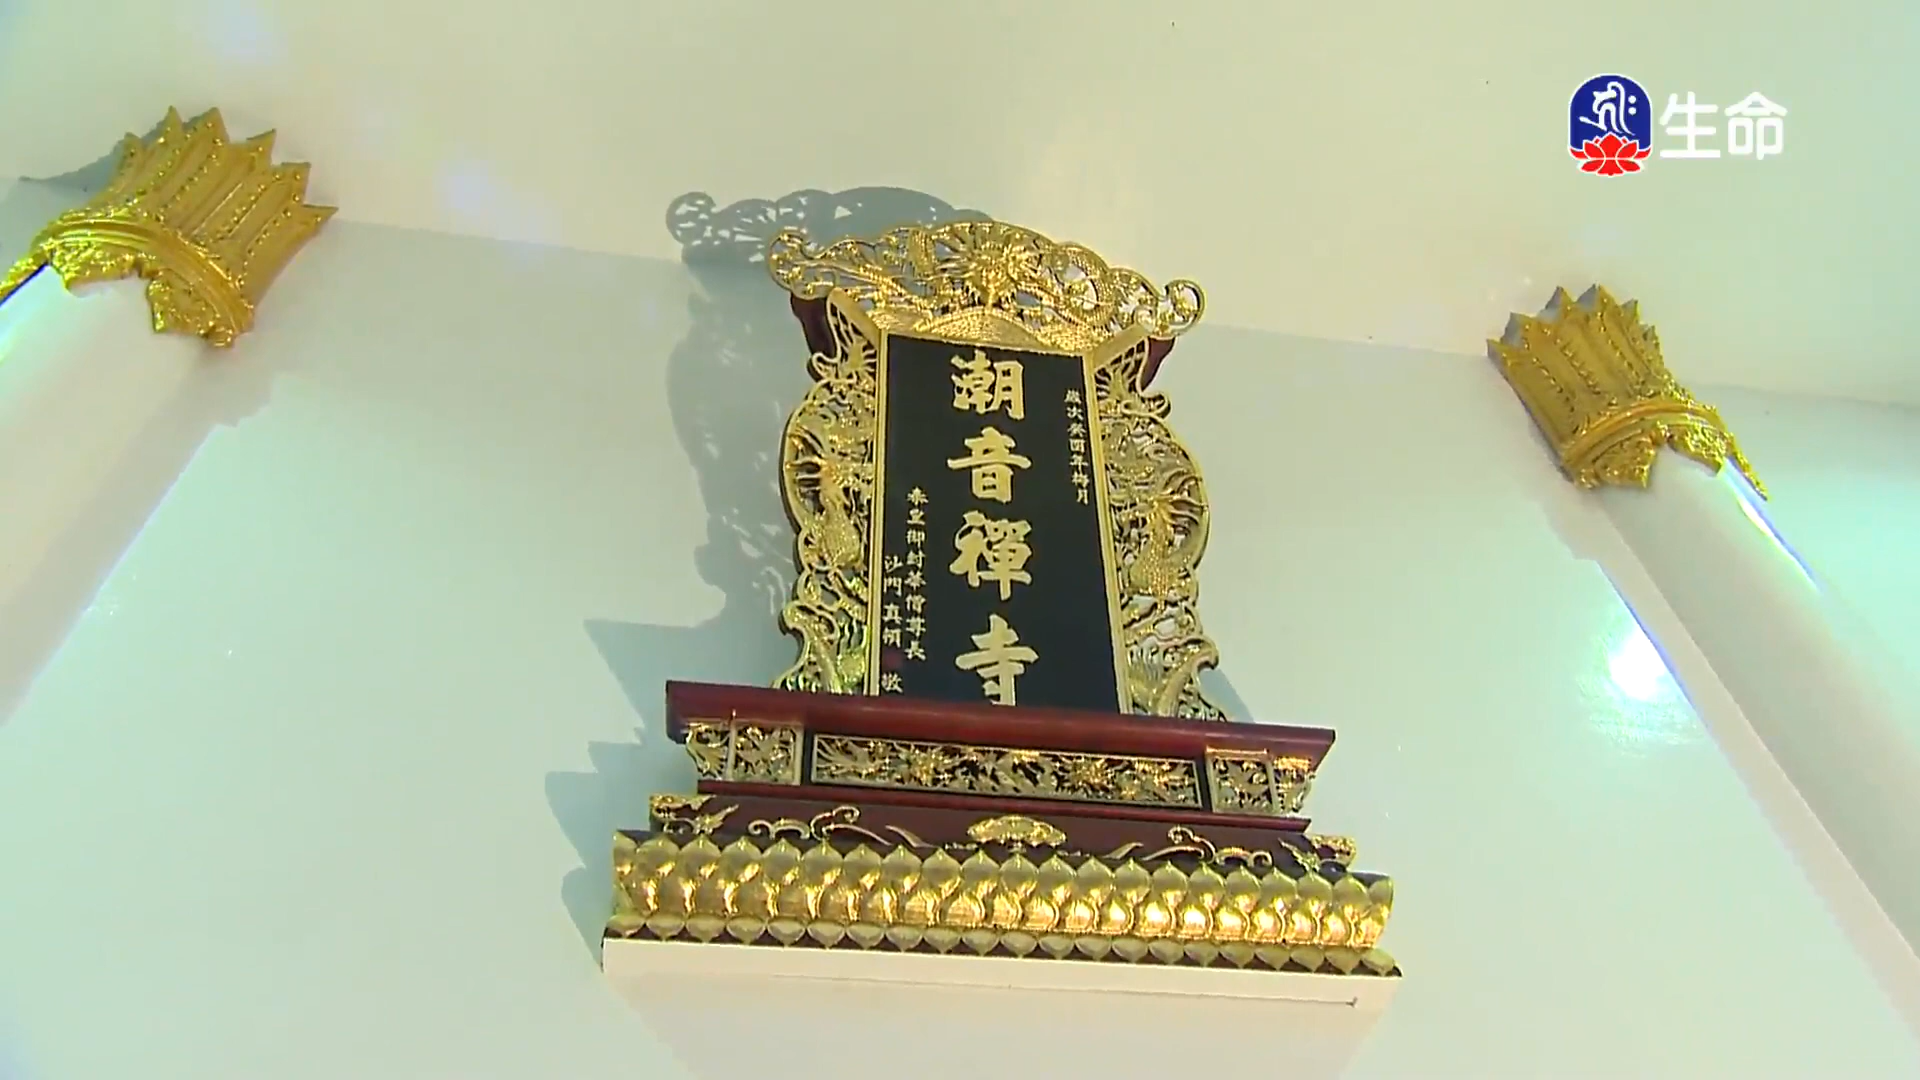 生命
歲次癸酉年梅月
潮音禪寺
泰皇御封華僧尊長
沙門真頓 敬